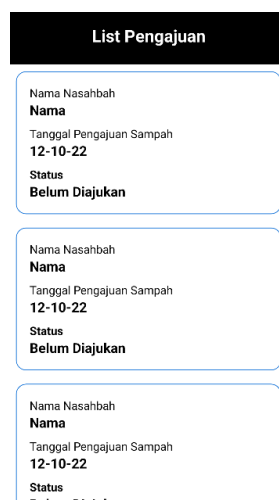 List Pengajuan
Nama Nasahbah
Nama
Tanggal Pengajuan Sampah
12-10-22
Status
Belum Diajukan
Nama Nasahbah
Nama
Tanggal Pengajuan Sampah
12-10-22
Status
Belum Diajukan
Nama Nasahbah
Nama
Tanggal Pengajuan Sampah
12-10-22
Status